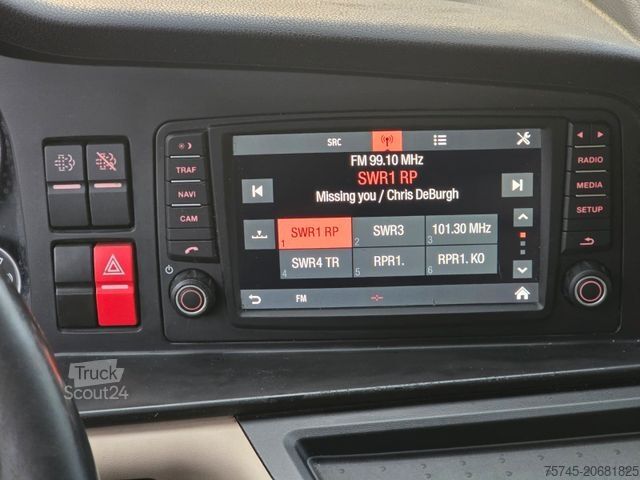 SRC
FM 99.10 MHz
SWR1 RP
Missing you / Chris DeBurgh
SWR1 RP
1
SWR3
2
101.30 MHz
3
SWR4 TR
4
RPR1.
5
RPR1. KO
6
FM
TRAF
NAVI
CAM
RADIO
MEDIA
SETUP
Truck
Scout24
75745-20681825